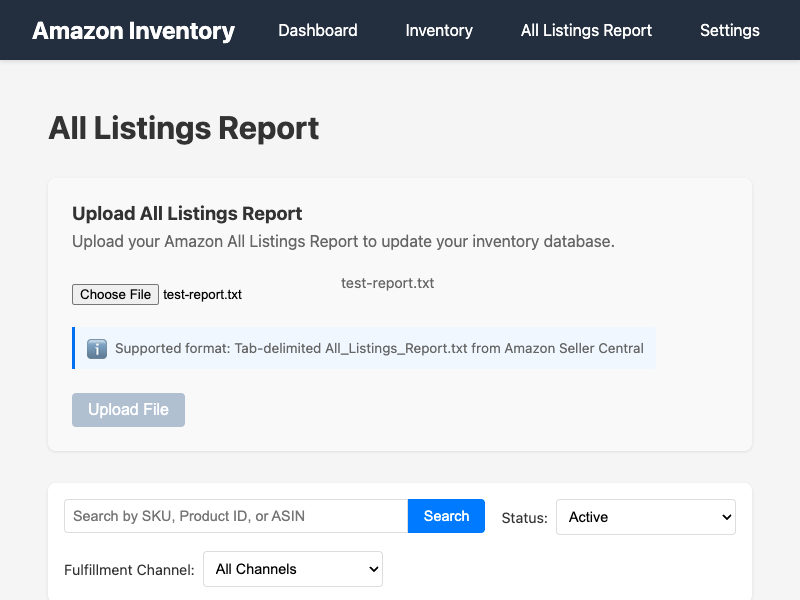 Amazon Inventory Dashboard Inventory All Listings Report Settings
All Listings Report
Upload All Listings Report
Upload your Amazon All Listings Report to update your inventory database.
Choose File test-report.txt test-report.txt
Supported format: Tab-delimited All_Listings_Report.txt from Amazon Seller Central
Upload File
Search by SKU, Product ID, or ASIN Search Status: Active
Fulfillment Channel: All Channels